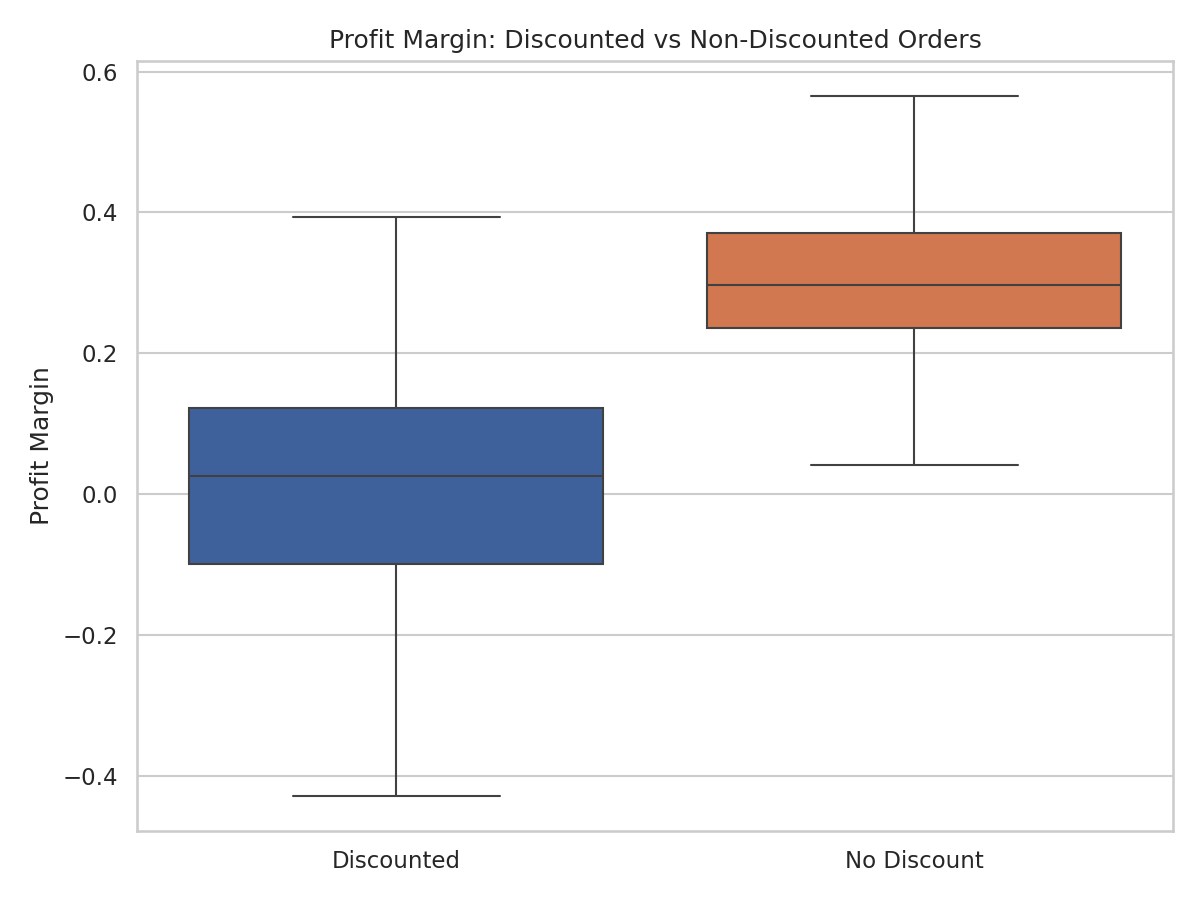 Profit Margin: Discounted vs Non-Discounted Orders
Profit Margin
0.6
0.4
0.2
0.0
−0.2
−0.4
Discounted
No Discount